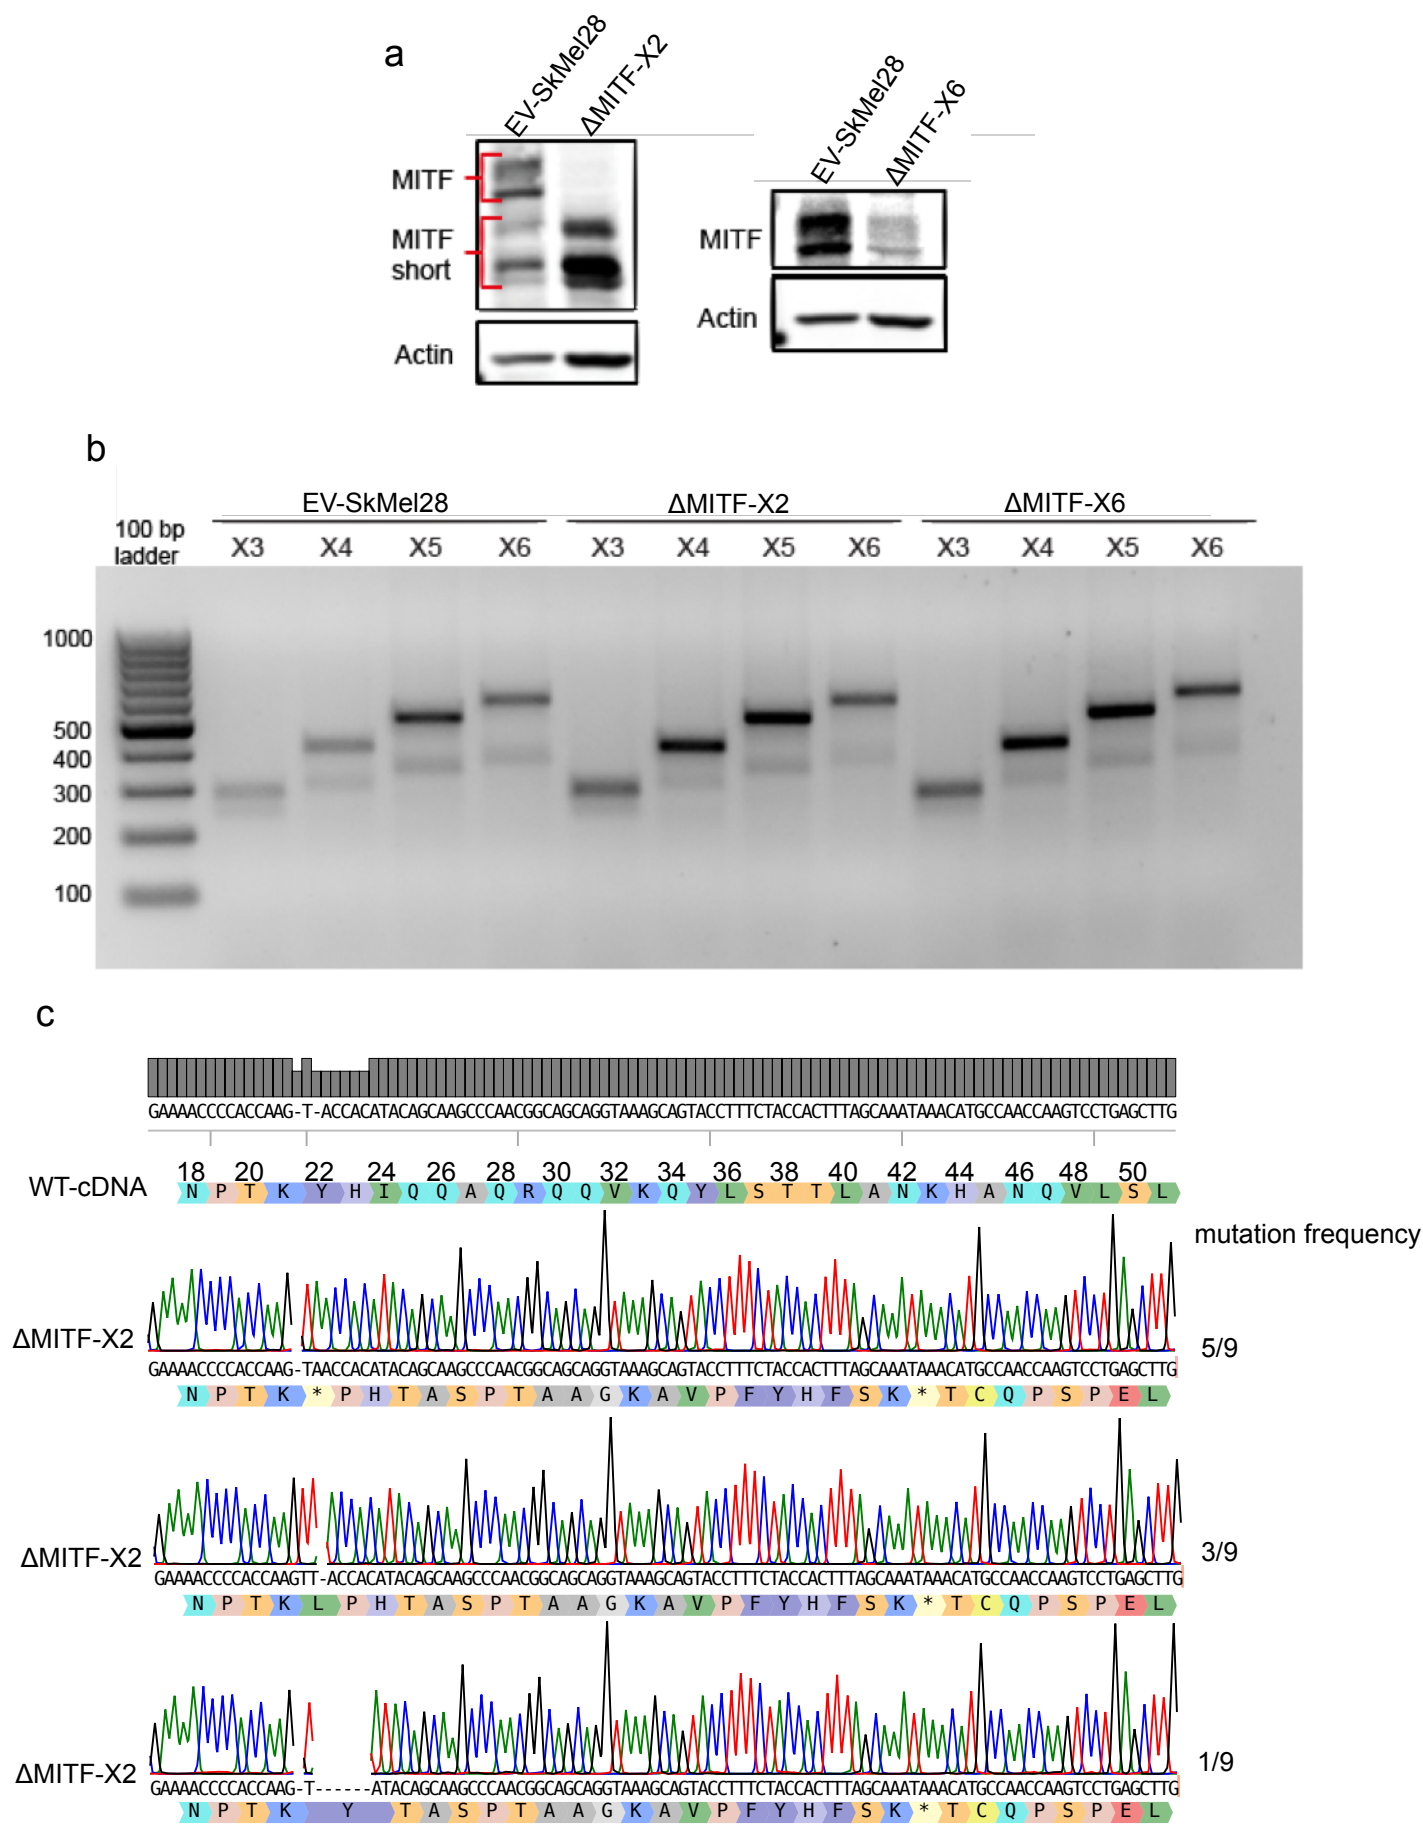 a
EV-SkMel28
ΔMITF-X2
MITF
MITF
short
Actin
EV-SkMel28
ΔMITF-X6
MITF
Actin
b
100 bp
ladder
EV-SkMel28 ΔMITF-X2 ΔMITF-X6
X3 X4 X5 X6 X3 X4 X5 X6 X3 X4 X5 X6
1000
500
400
300
200
100
c
GAAAACCCCACCAAG-T-ACCACATACAGCAAGCCCAACGGCAGCAGGTAAAGCAGTACCTTTCTACCACTTTAGCAAATAAACATGCCAACCAAGTCCTGAGCTTG
18 20 22 24 26 28 30 32 34 36 38 40 42 44 46 48 50
WT-cDNA N P T K Y H I Q Q A Q R Q Q V K Q Y L S T T L A N K H A N Q V L S L
mutation frequency
ΔMITF-X2 5/9
GAAAACCCCACCAAG-TAACCACATACAGCAAGCCCAACGGCAGCAGGTAAAGCAGTACCTTTCTACCACTTTAGCAAATAAACATGCCAACCAAGTCCTGAGCTTG
N P T K * P H T A S P T A A G K A V P F Y H F S K * T C Q P S P E L
ΔMITF-X2 3/9
GAAAACCCCACCAAGTT-ACCACATACAGCAAGCCCAACGGCAGCAGGTAAAGCAGTACCTTTCTACCACTTTAGCAAATAAACATGCCAACCAAGTCCTGAGCTTG
N P T K L P H T A S P T A A G K A V P F Y H F S K * T C Q P S P E L
ΔMITF-X2 1/9
GAAAACCCCACCAAG-T------ATACAGCAAGCCCAACGGCAGCAGGTAAAGCAGTACCTTTCTACCACTTTAGCAAATAAACATGCCAACCAAGTCCTGAGCTTG
N P T K Y T A S P T A A G K A V P F Y H F S K * T C Q P S P E L